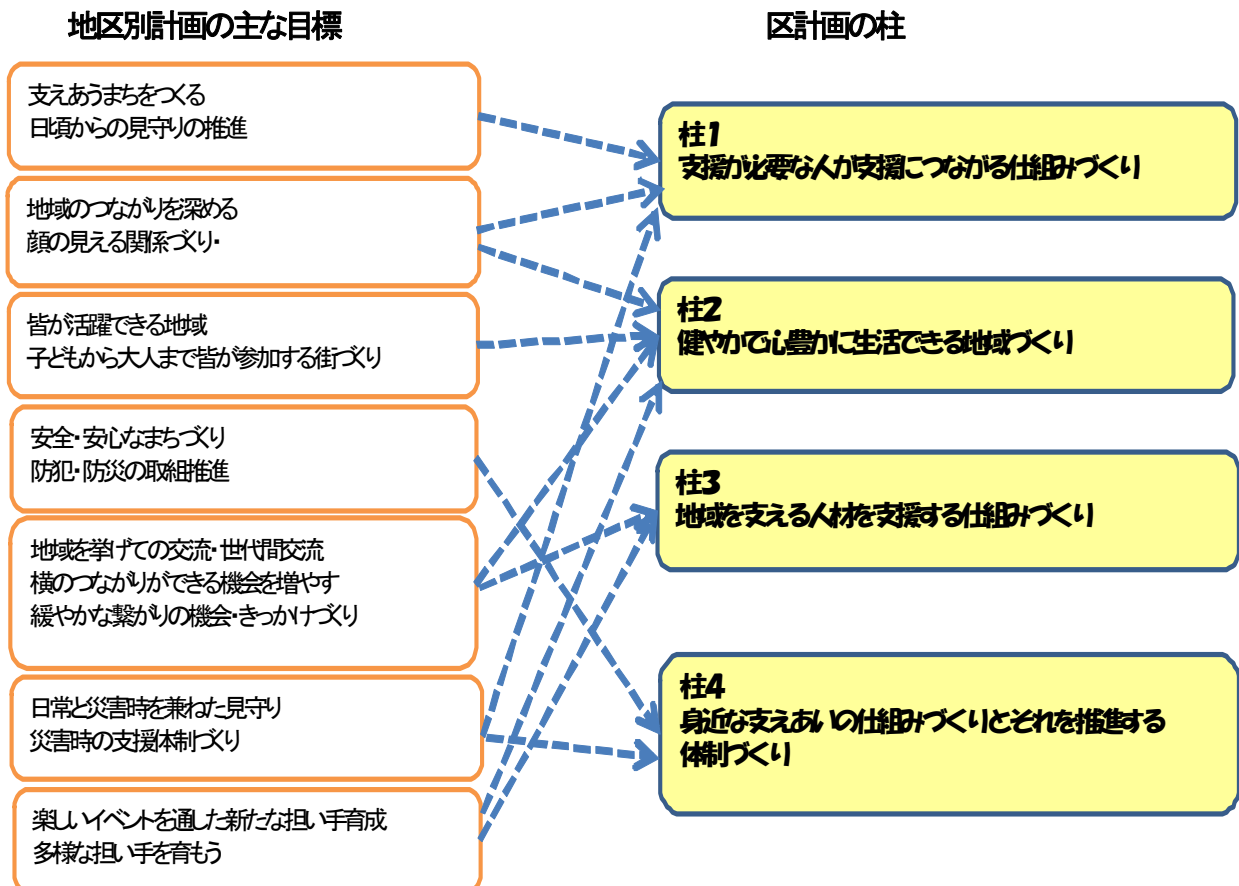 地区別計画の主な目標
区計画の柱
支えあうまちをつくる
日頃からの見守りの推進
地域のつながりを深める
顔の見える関係づくり・
皆が活躍できる地域
子どもから大人まで皆が参加する街づくり
安全・安心なまちづくり
防犯・防災の取組推進
地域を挙げての交流・世代間交流
横のつながりができる機会を増やす
緩やかな繋がりの機会・きっかけづくり
日常と災害時を兼ねた見守り
災害時の支援体制づくり
楽しいイベントを通した新たな担い手育成
多様な担い手を育もう
柱1
支援が必要な人が支援につながる仕組みづくり
柱2
健やかで心豊かに生活できる地域づくり
柱3
地域を支える人材を支援する仕組みづくり
柱4
身近な支えあいの仕組みづくりとそれを推進する
体制づくり